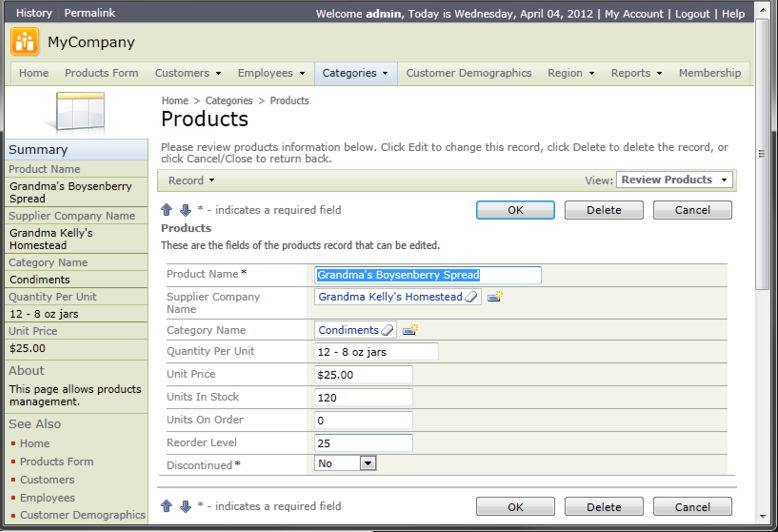 History Permalink Welcome admin, Today is Wednesday, April 04, 2012 | My Account | Logout | Help
MyCompany
Home Products Form Customers Employees Categories Customer Demographics Region Reports Membership
Home > Categories > Products
Products
Please review products information below. Click Edit to change this record, click Delete to delete the record, or
click Cancel/Close to return back.
Record View: Review Products
* - indicates a required field OK Delete Cancel
Products
These are the fields of the products record that can be edited.
Product Name * Grandma's Boysenberry Spread
Supplier Company
Name Grandma Kelly's Homestead
Category Name Condiments
Quantity Per Unit 12 - 8 oz jars
Unit Price $25.00
Units In Stock 120
Units On Order 0
Reorder Level 25
Discontinued * No
* - indicates a required field OK Delete Cancel
Summary
Product Name
Grandma's Boysenberry
Spread
Supplier Company Name
Grandma Kelly's
Homestead
Category Name
Condiments
Quantity Per Unit
12 - 8 oz jars
Unit Price
$25.00
About
This page allows products
management.
See Also
Home
Products Form
Customers
Employees
Customer Demographics